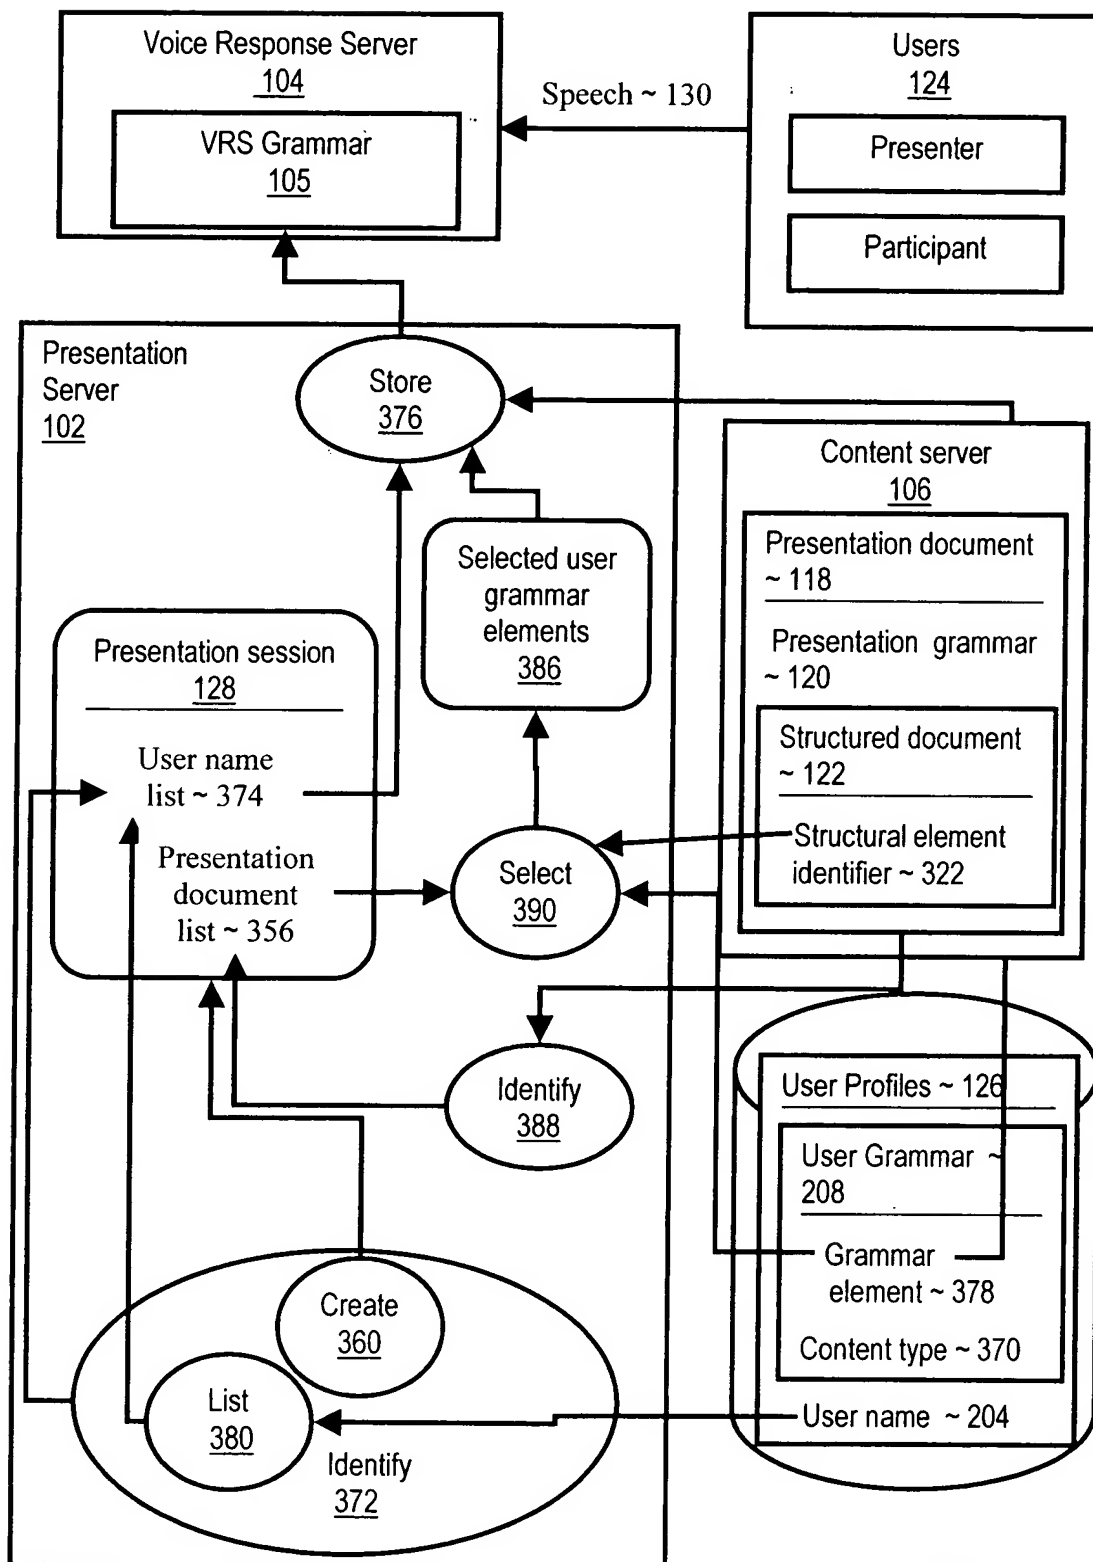 Voice Response Server
104
VRS Grammar
105
Speech ~ 130
Users
124
Presenter
Participant
Presentation
Server
102
Store
376
Content server
106
Presentation document
~ 118
Presentation grammar
~ 120
Structured document
~ 122
Structural element
identifier ~ 322
Selected user
grammar
elements
386
Presentation session
128
User name
list ~ 374
Presentation
document
list ~ 356
Select
390
Identify
388
User Profiles ~ 126
User Grammar ~
208
Grammar
element ~ 378
Content type ~ 370
User name ~ 204
Create
360
List
380
Identify
372